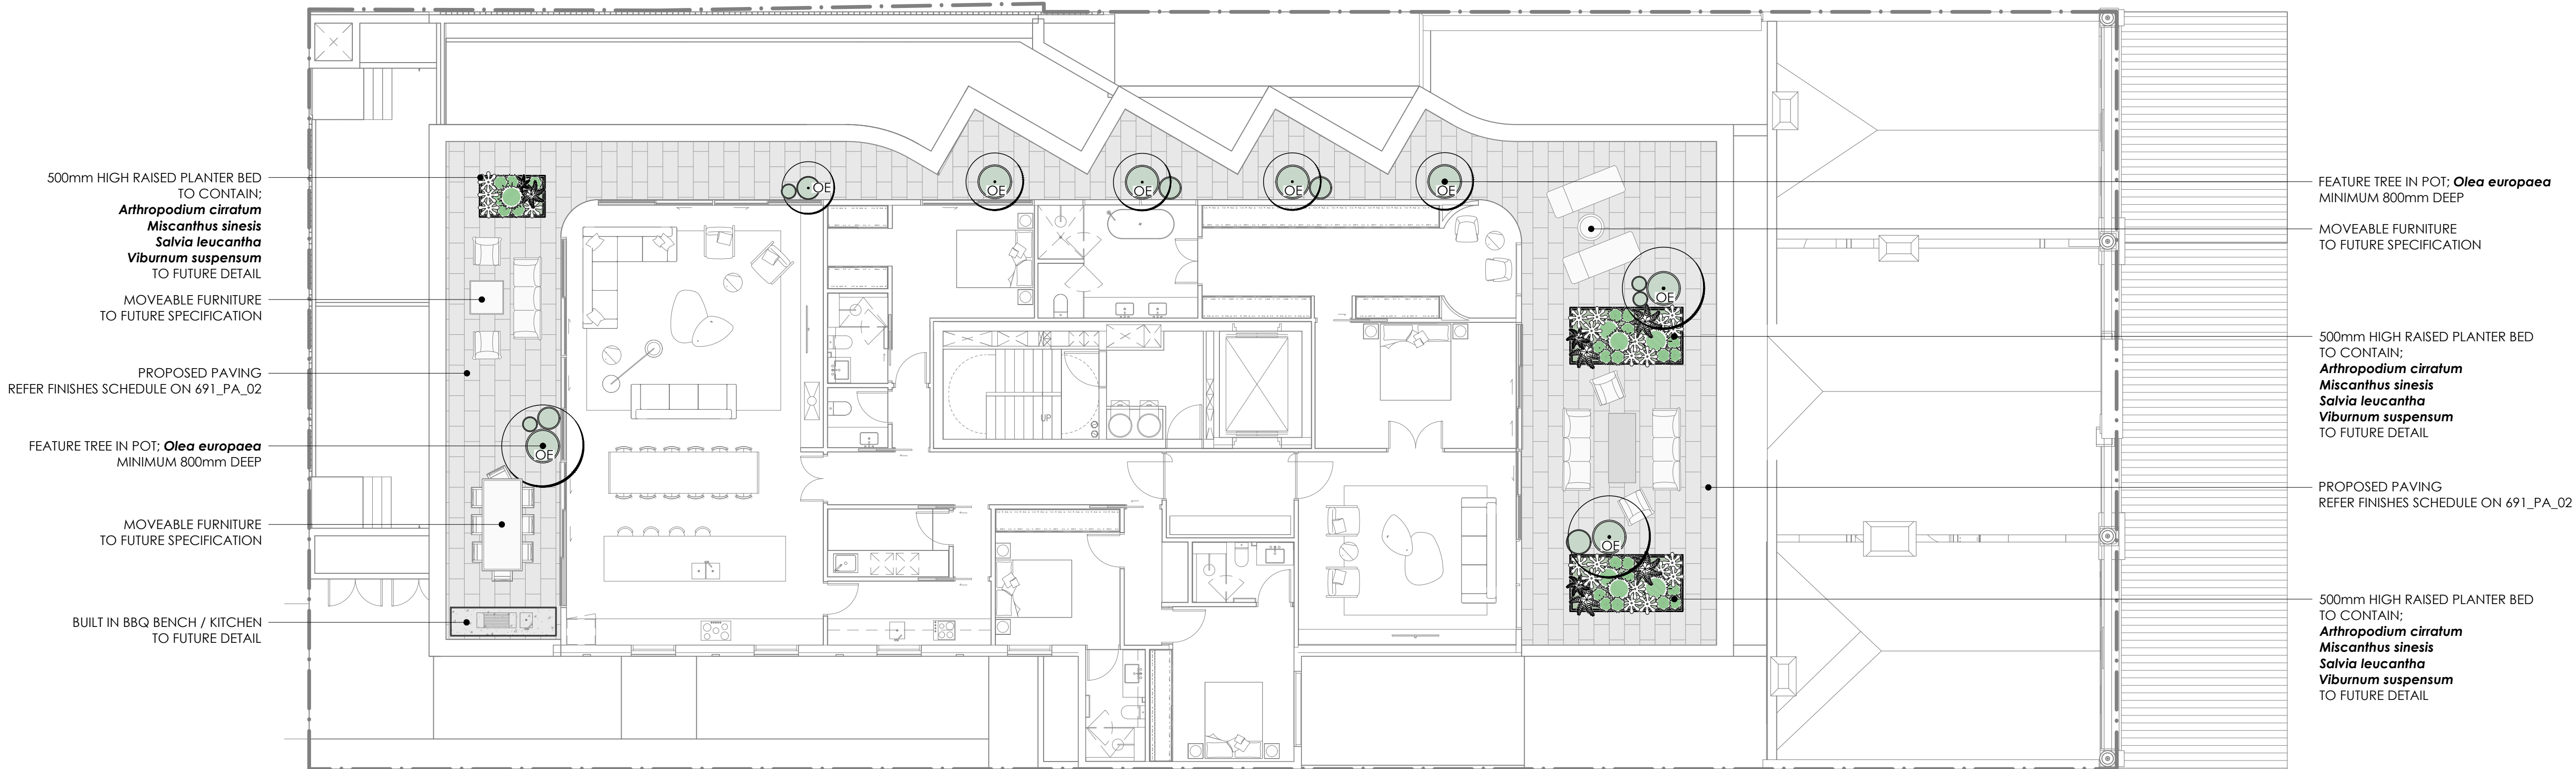 500mm HIGH RAISED PLANTER BED
TO CONTAIN;
Arthropodium cirratum
Miscanthus sinesis
Salvia leucantha
Viburnum suspensum
TO FUTURE DETAIL
MOVEABLE FURNITURE
TO FUTURE SPECIFICATION
PROPOSED PAVING
REFER FINISHES SCHEDULE ON 691_PA_02
FEATURE TREE IN POT; Olea europaea
MINIMUM 800mm DEEP
MOVEABLE FURNITURE
TO FUTURE SPECIFICATION
BUILT IN BBQ BENCH / KITCHEN
TO FUTURE DETAIL
OE
OE
OE
OE
OE
OE
OE
OE
UP
FEATURE TREE IN POT; Olea europaea
MINIMUM 800mm DEEP
MOVEABLE FURNITURE
TO FUTURE SPECIFICATION
500mm HIGH RAISED PLANTER BED
TO CONTAIN;
Arthropodium cirratum
Miscanthus sinesis
Salvia leucantha
Viburnum suspensum
TO FUTURE DETAIL
PROPOSED PAVING
REFER FINISHES SCHEDULE ON 691_PA_02
500mm HIGH RAISED PLANTER BED
TO CONTAIN;
Arthropodium cirratum
Miscanthus sinesis
Salvia leucantha
Viburnum suspensum
TO FUTURE DETAIL